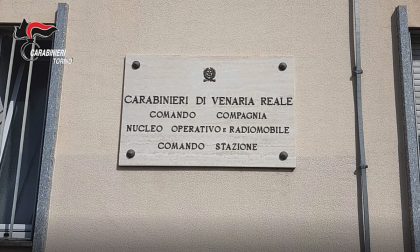 CARABINIERI
TORINO
CARABINIERI DI VENARIA REALE
COMANDO COMPAGNIA
NUCLEO OPERATIVO E RADIOMOBILE
COMANDO STAZIONE